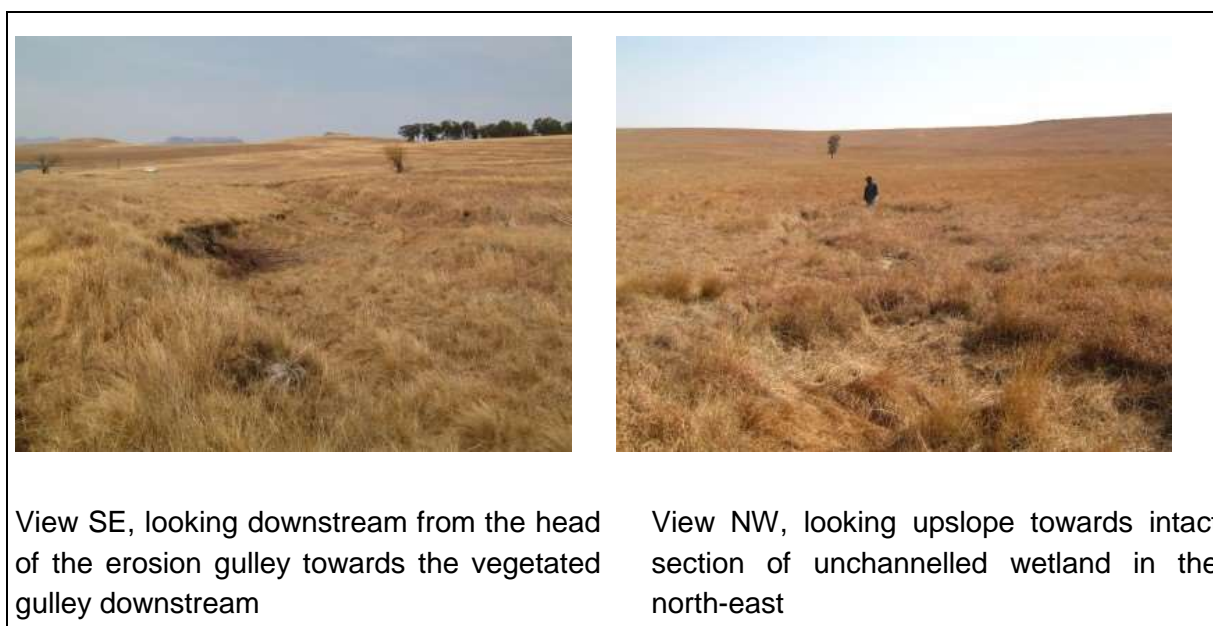 View SE, looking downstream from the head
of the erosion gulley towards the vegetated
gulley downstream
View NW, looking upslope towards intact
section of unchannelled wetland in the
north-east